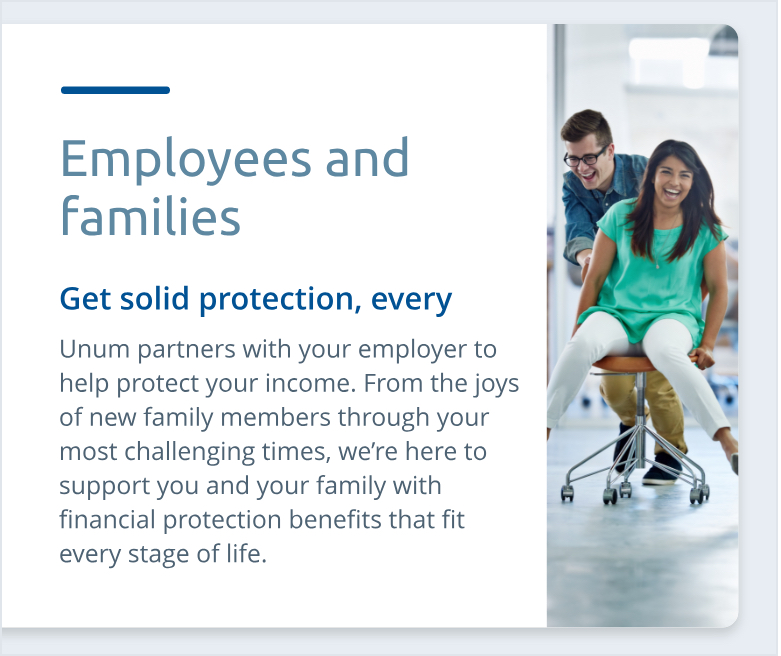 Employees and
families
Get solid protection, every
Unum partners with your employer to
help protect your income. From the joys
of new family members through your
most challenging times, we’re here to
support you and your family with
financial protection benefits that fit
every stage of life.